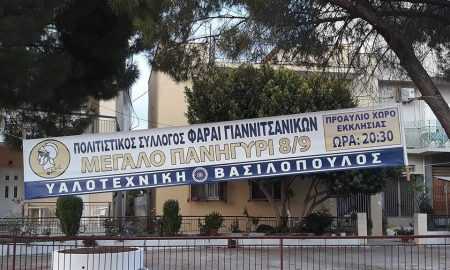 ΠΟΛΙΤΙΣΤΙΚΟΣ ΣΥΛΛΟΓΟΣ ΦΑΡΑΙ ΓΙΑΝΝΙΤΣΑΝΙΚΩΝ
ΜΕΓΑΛΟ ΠΑΝΗΓΥΡΙ 8/9
ΠΡΟΑΥΛΙΟ ΧΩΡΟ
ΕΚΚΛΗΣΙΑΣ
ΩΡΑ: 20:30
ΥΑΛΟΤΕΧΝΙΚΗ ΒΑΣΙΛΟΠΟΥΛΟΣ